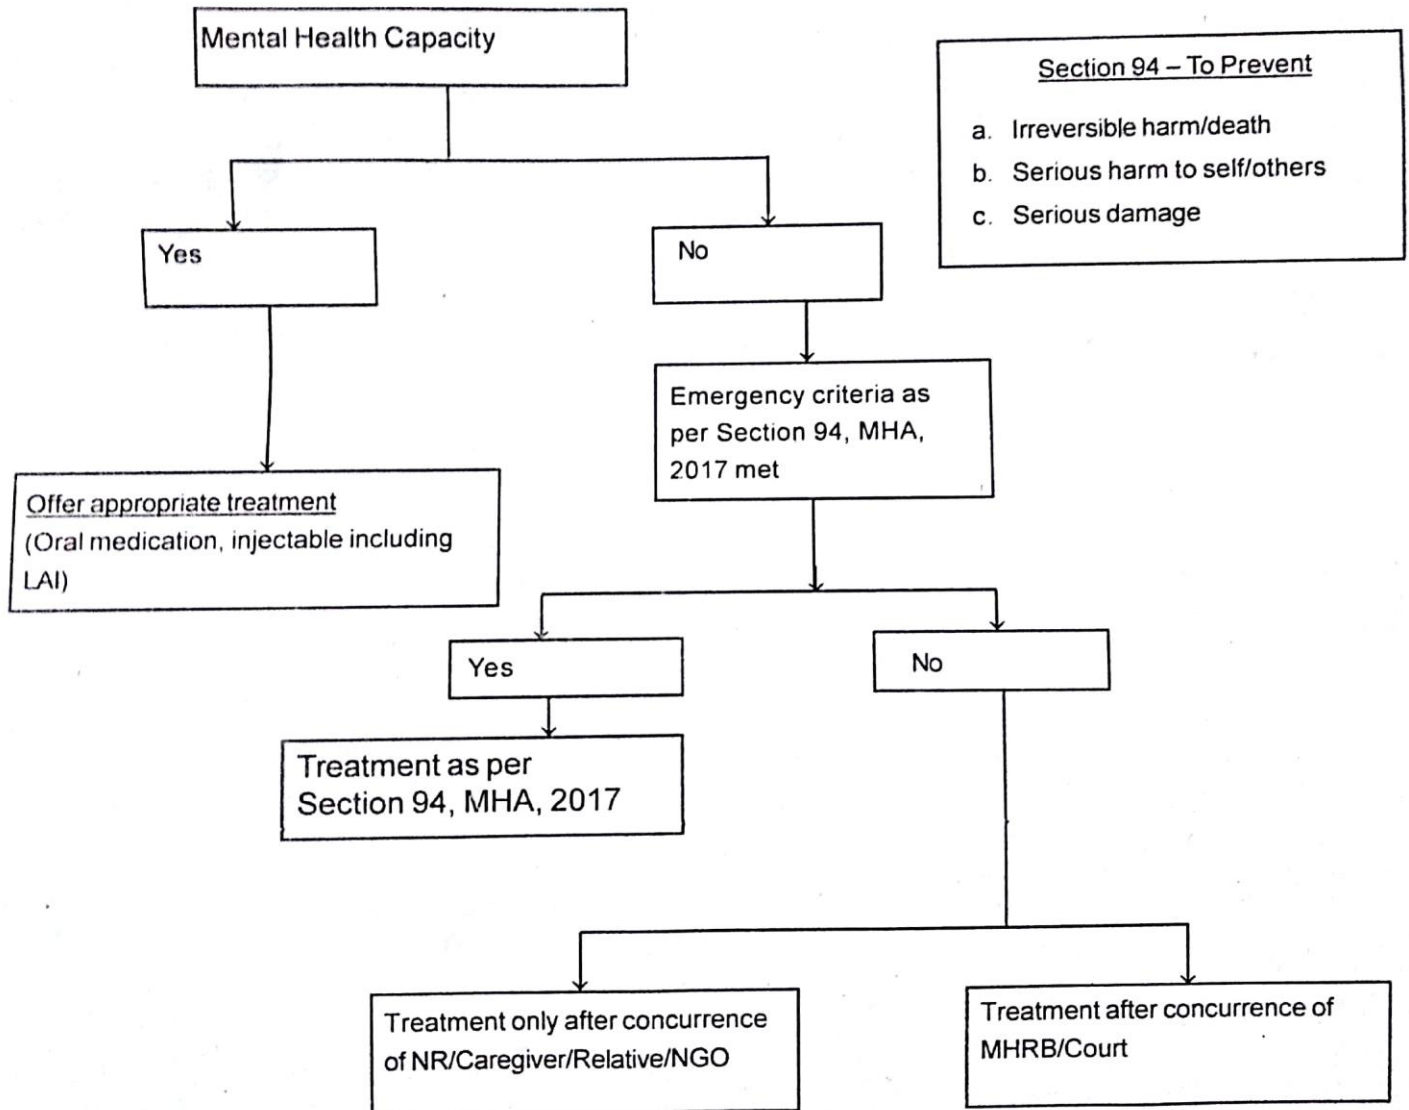 Mental Health Capacity
Section 94 – To Prevent
a. Irreversible harm/death
b. Serious harm to self/others
c. Serious damage
Yes
No
Emergency criteria as
per Section 94, MHA,
2017 met
Offer appropriate treatment
(Oral medication, injectable including
LAI)
Yes
No
Treatment as per
Section 94, MHA, 2017
Treatment only after concurrence
of NR/Caregiver/Relative/NGO
Treatment after concurrence of
MHRB/Court